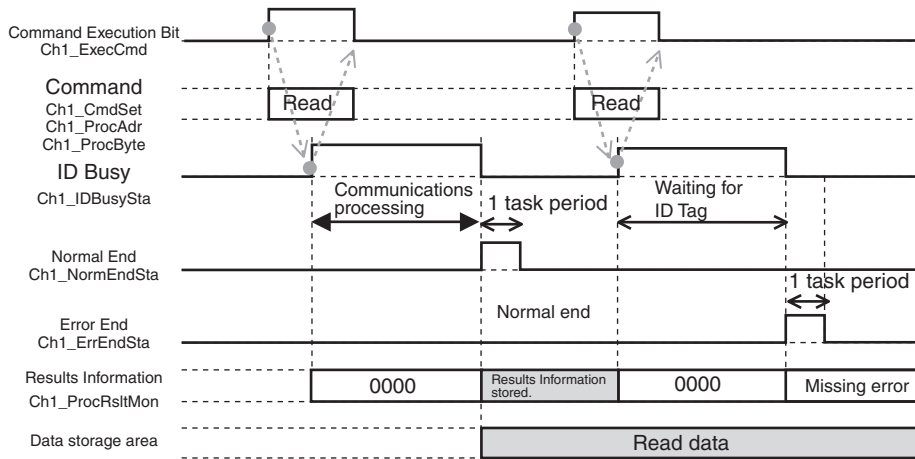 Command Execution Bit
Ch1_ExecCmd
Command
Ch1_CmdSet
Ch1_ProcAdr
Ch1_ProcByte
Read
Read
ID Busy
Ch1_IDBusySta
Communications
processing
1 task period
Waiting for
ID Tag
Normal End
Ch1_NormEndSta
1 task period
Normal end
Error End
Ch1_ErrEndSta
Results Information
Ch1_ProcRsltMon
0000
Results Information
stored.
0000
Missing error
Data storage area
Read data